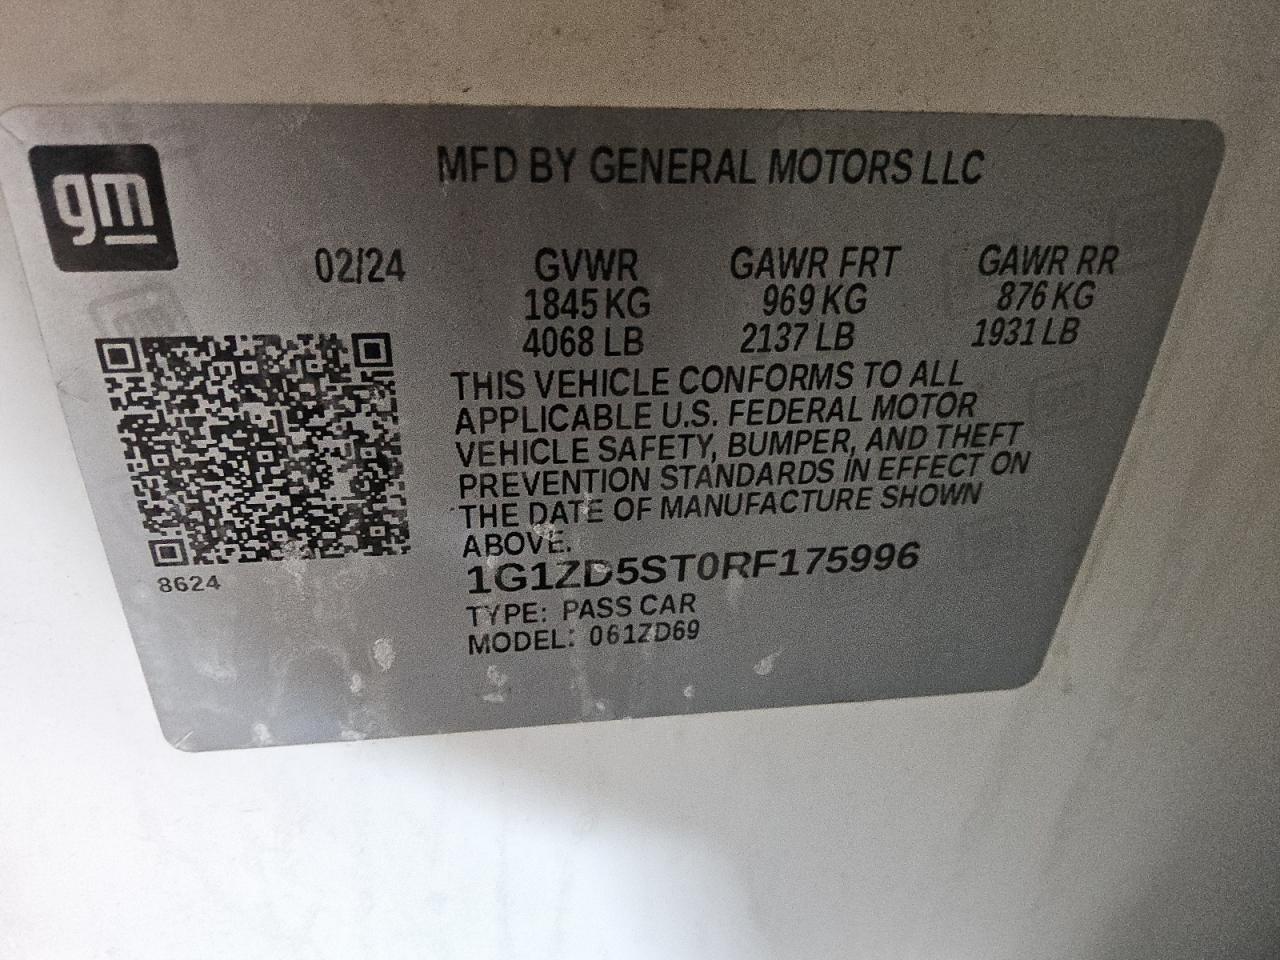 gm
MFD BY GENERAL MOTORS LLC
02/24 GVWR GAWR FRT GAWR RR
1845 KG 969 KG 876 KG
4068 LB 2137 LB 1931 LB
THIS VEHICLE CONFORMS TO ALL
APPLICABLE U.S. FEDERAL MOTOR
VEHICLE SAFETY, BUMPER, AND THEFT
PREVENTION STANDARDS IN EFFECT ON
THE DATE OF MANUFACTURE SHOWN
ABOVE.
8624
1G1ZD5ST0RF175996
TYPE: PASS CAR
MODEL: 061ZD69